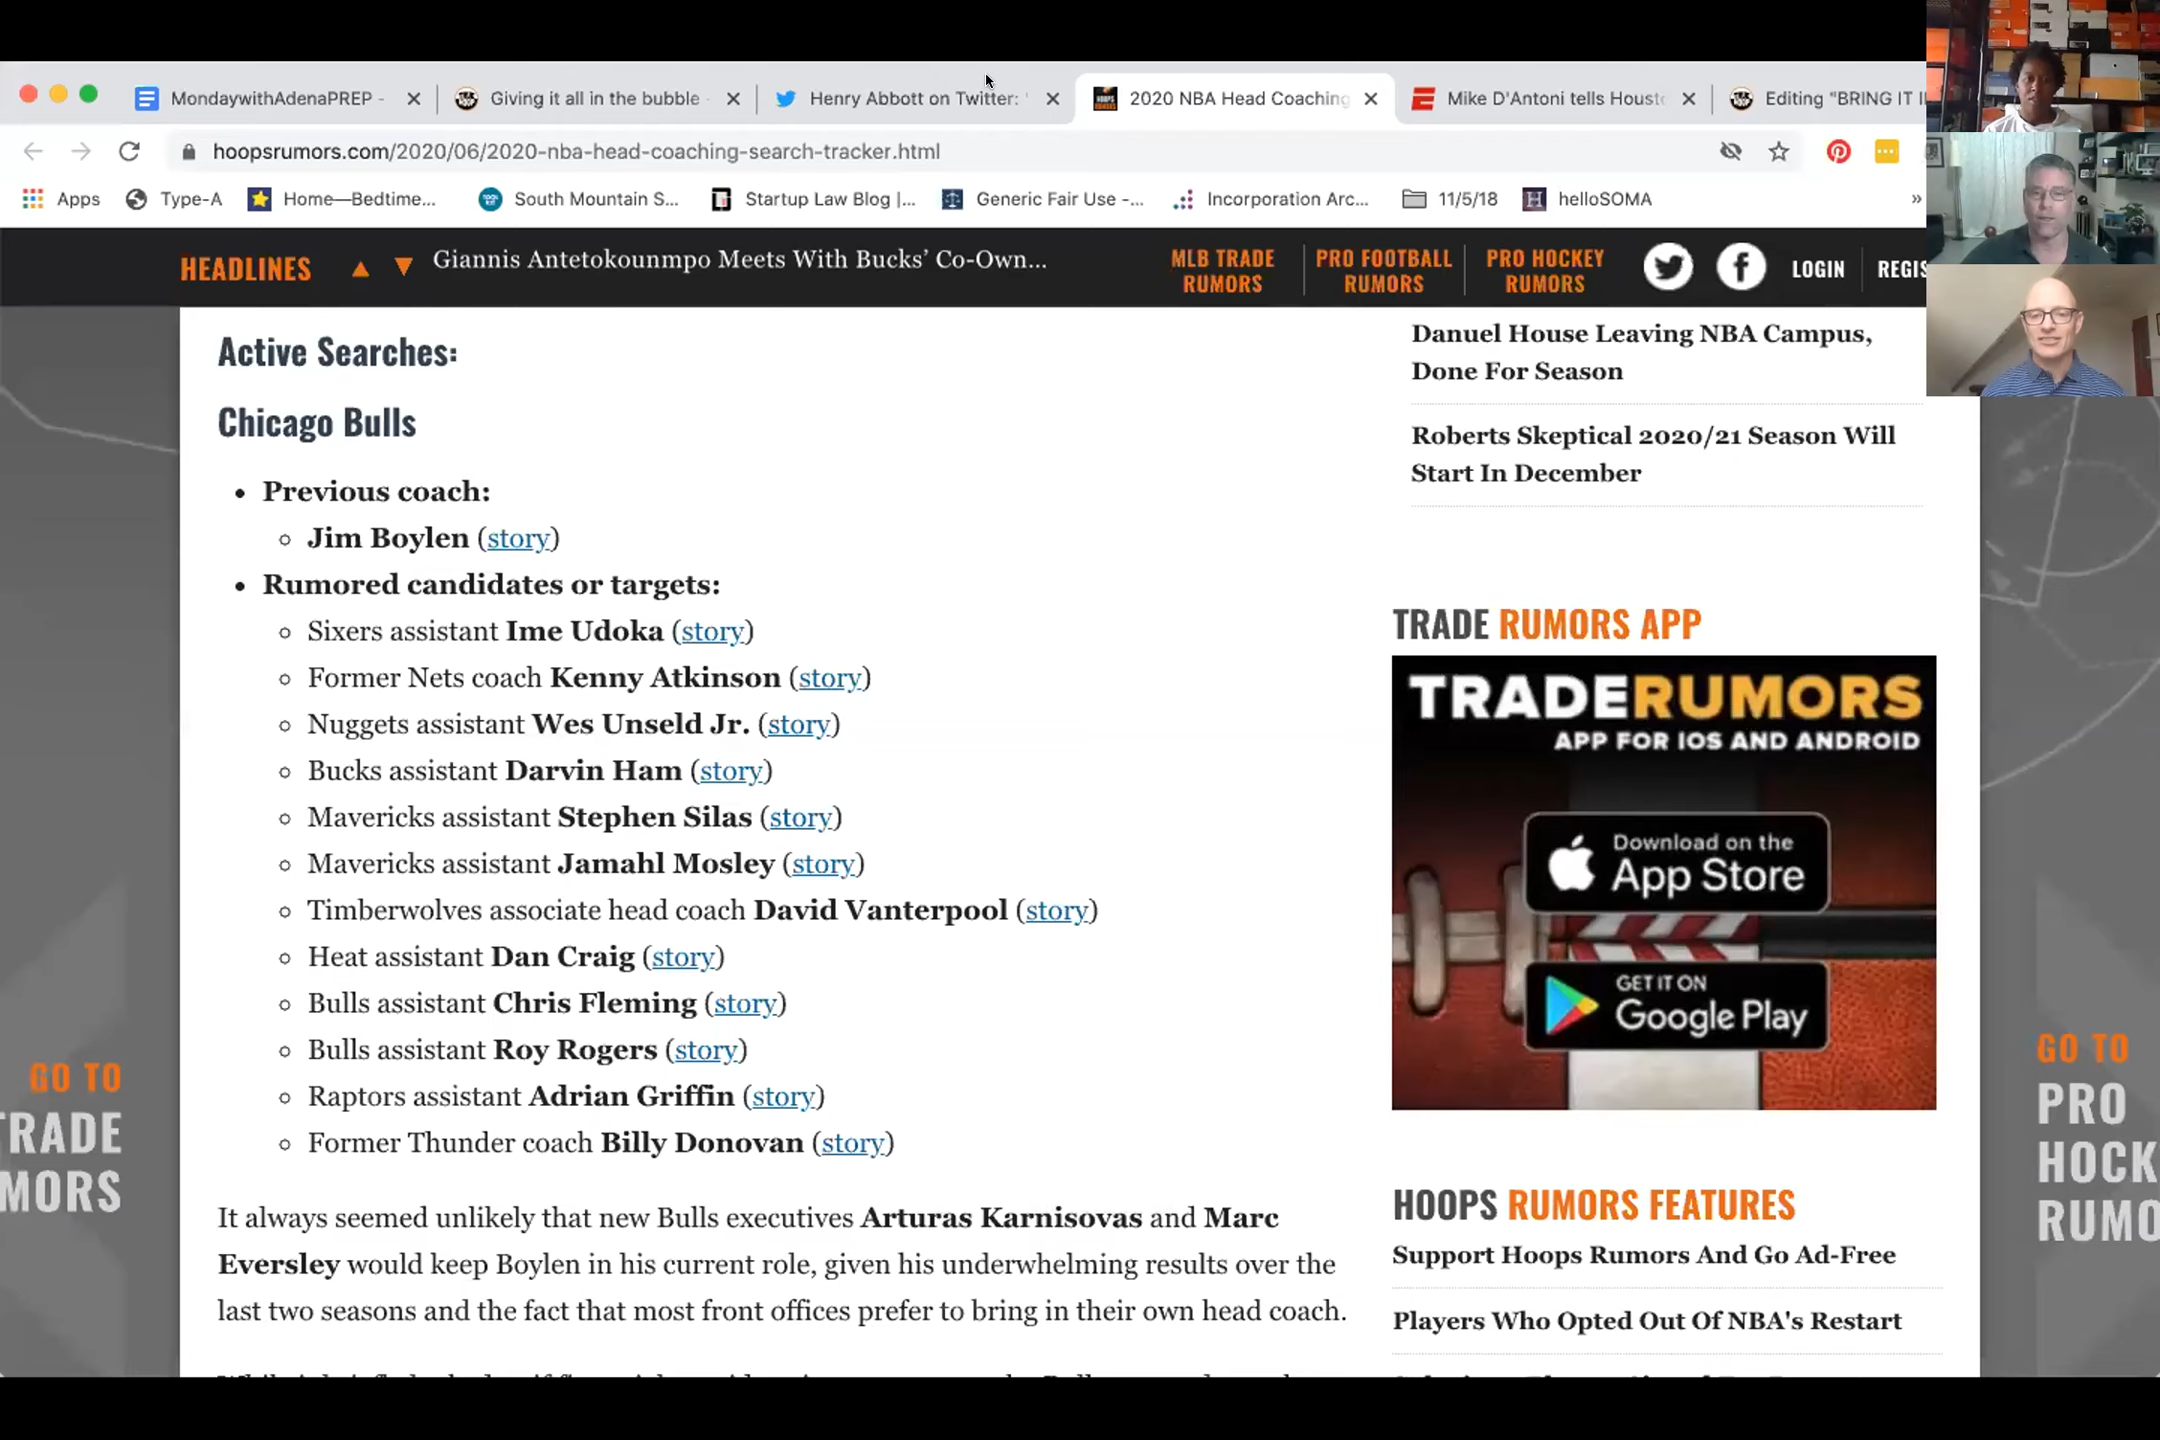 MondaywithAdenaPREP -
Giving it all in the bubble
Henry Abbott on Twitter: '
2020 NBA Head Coaching
Mike D'Antoni tells Houst
Editing "BRING IT I
hoopsrumors.com/2020/06/2020-nba-head-coaching-search-tracker.html
Apps
Type-A
Home—Bedtime...
South Mountain S...
Startup Law Blog |...
Generic Fair Use -...
Incorporation Arc...
11/5/18
helloSOMA
»
HEADLINES
Giannis Antetokounmpo Meets With Bucks’ Co-Own...
MLB TRADE
RUMORS
PRO FOOTBALL
RUMORS
PRO HOCKEY
RUMORS
LOGIN
REGIS
Active Searches:
Chicago Bulls
• Previous coach:
Jim Boylen (story)
• Rumored candidates or targets:
Sixers assistant Ime Udoka (story)
Former Nets coach Kenny Atkinson (story)
Nuggets assistant Wes Unseld Jr. (story)
Bucks assistant Darvin Ham (story)
Mavericks assistant Stephen Silas (story)
Mavericks assistant Jamahl Mosley (story)
Timberwolves associate head coach David Vanterpool (story)
Heat assistant Dan Craig (story)
Bulls assistant Chris Fleming (story)
Bulls assistant Roy Rogers (story)
Raptors assistant Adrian Griffin (story)
Former Thunder coach Billy Donovan (story)
It always seemed unlikely that new Bulls executives Arturas Karnisovas and Marc
Eversley would keep Boylen in his current role, given his underwhelming results over the
last two seasons and the fact that most front offices prefer to bring in their own head coach.
Danuel House Leaving NBA Campus,
Done For Season
Roberts Skeptical 2020/21 Season Will
Start In December
TRADE RUMORS APP
TRADERUMORS
APP FOR IOS AND ANDROID
Download on the
App Store
GET IT ON
Google Play
HOOPS RUMORS FEATURES
Support Hoops Rumors And Go Ad-Free
Players Who Opted Out Of NBA's Restart
GO TO
TRADE
MORS
GO TO
PRO
HOCK
RUMO